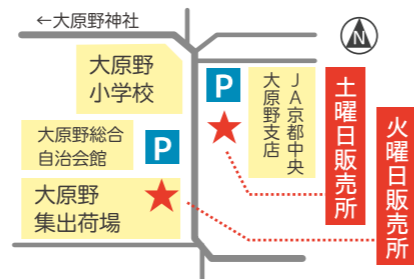 ←大原野神社
N
大原野
小学校
P
JA京都中央
大原野支店
土曜日販売所
火曜日販売所
大原野総合
自治会館
P
大原野
集出荷場